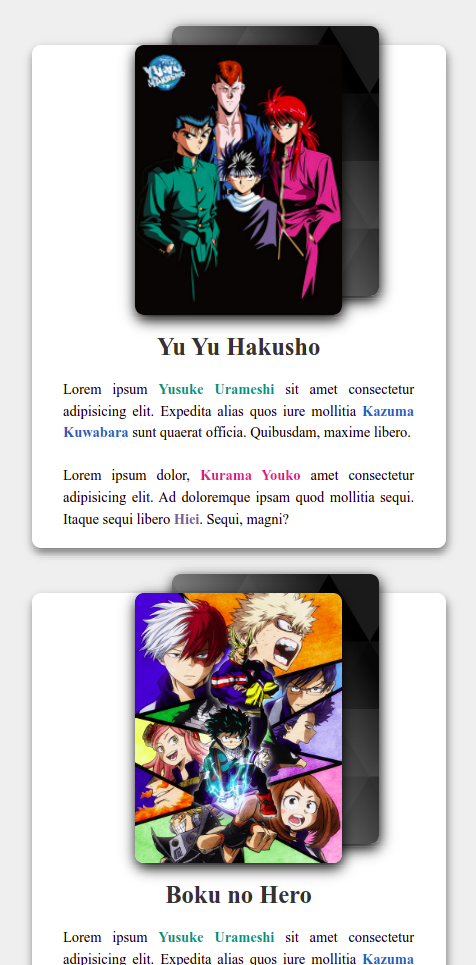 YUYU
HAKUSHO
Yu Yu Hakusho
Lorem ipsum Yusuke Urameshi sit amet consectetur
adipisicing elit. Expedita alias quos iure mollitia Kazuma
Kuwabara sunt quaerat officia. Quibusdam, maxime libero.
Lorem ipsum dolor, Kurama Youko amet consectetur
adipisicing elit. Ad doloremque ipsam quod mollitia sequi.
Itaque sequi libero Hiei. Sequi, magni?
Boku no Hero
Lorem ipsum Yusuke Urameshi sit amet consectetur
adipisicing elit. Expedita alias quos iure mollitia Kazuma